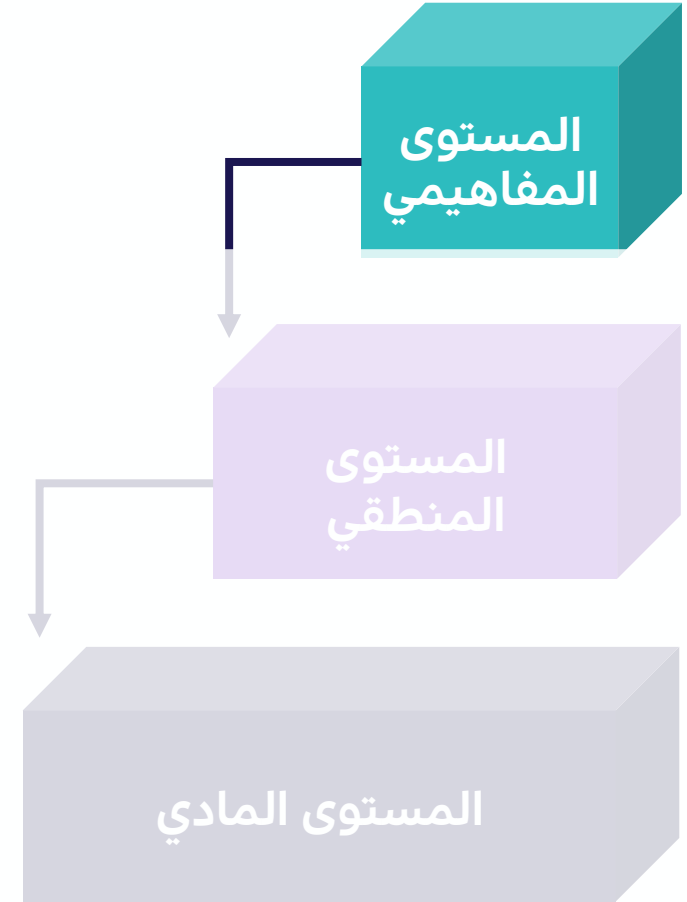 المستوى
المفاهيمي
المستوى
المنطقي
المستوى المادي